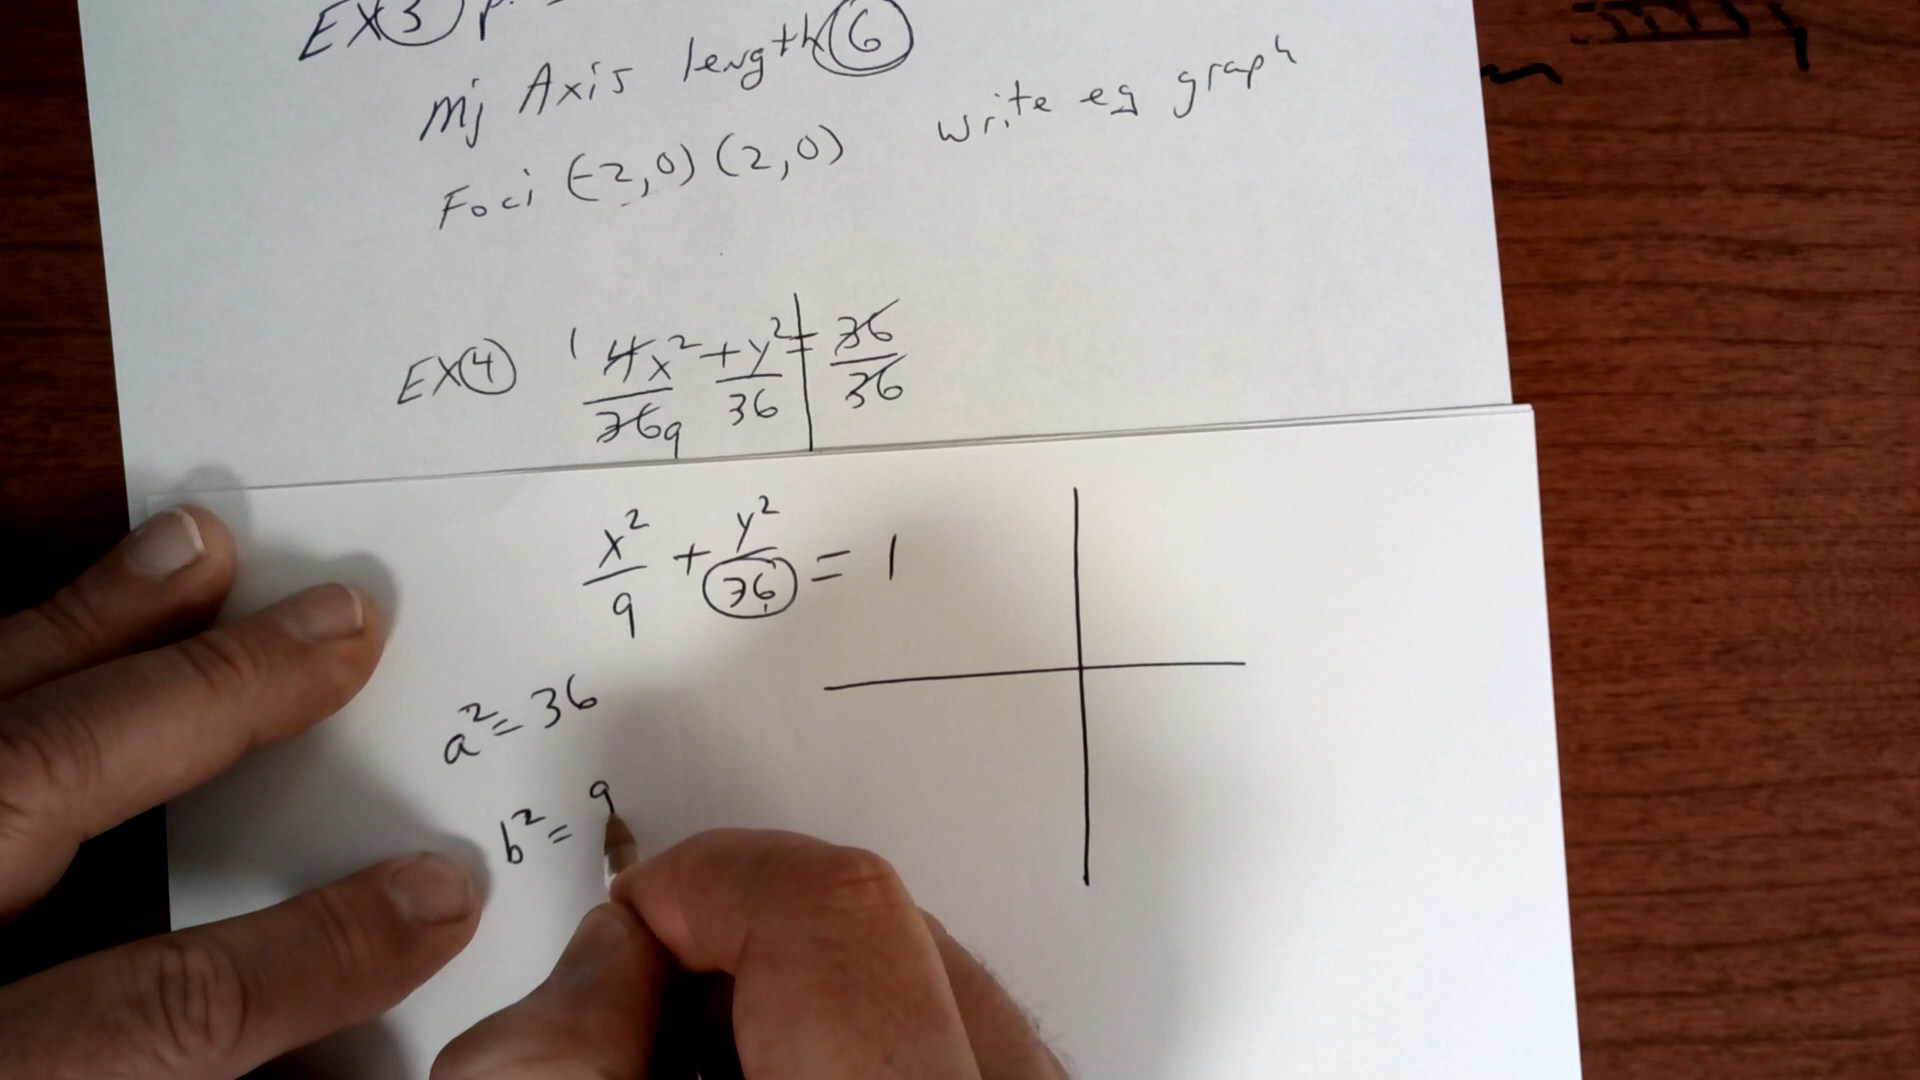 EX3 p.
Mj Axis length 6
Foci (-2,0) (2,0) write eq graph
EX4 1 4x²/36 9 + y²/36 = 36/36
x²/9 + y²/36 = 1
a² = 36
b² = 9